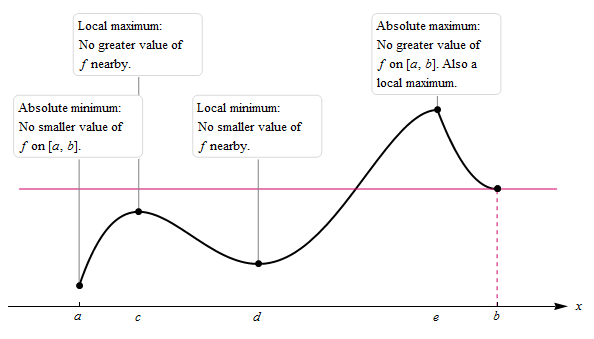 Local maximum:
No greater value of
f nearby.
Absolute maximum:
No greater value of
f on [a, b]. Also a
local maximum.
Absolute minimum:
No smaller value of
f on [a, b].
Local minimum:
No smaller value of
f nearby.
a
c
d
e
b
x